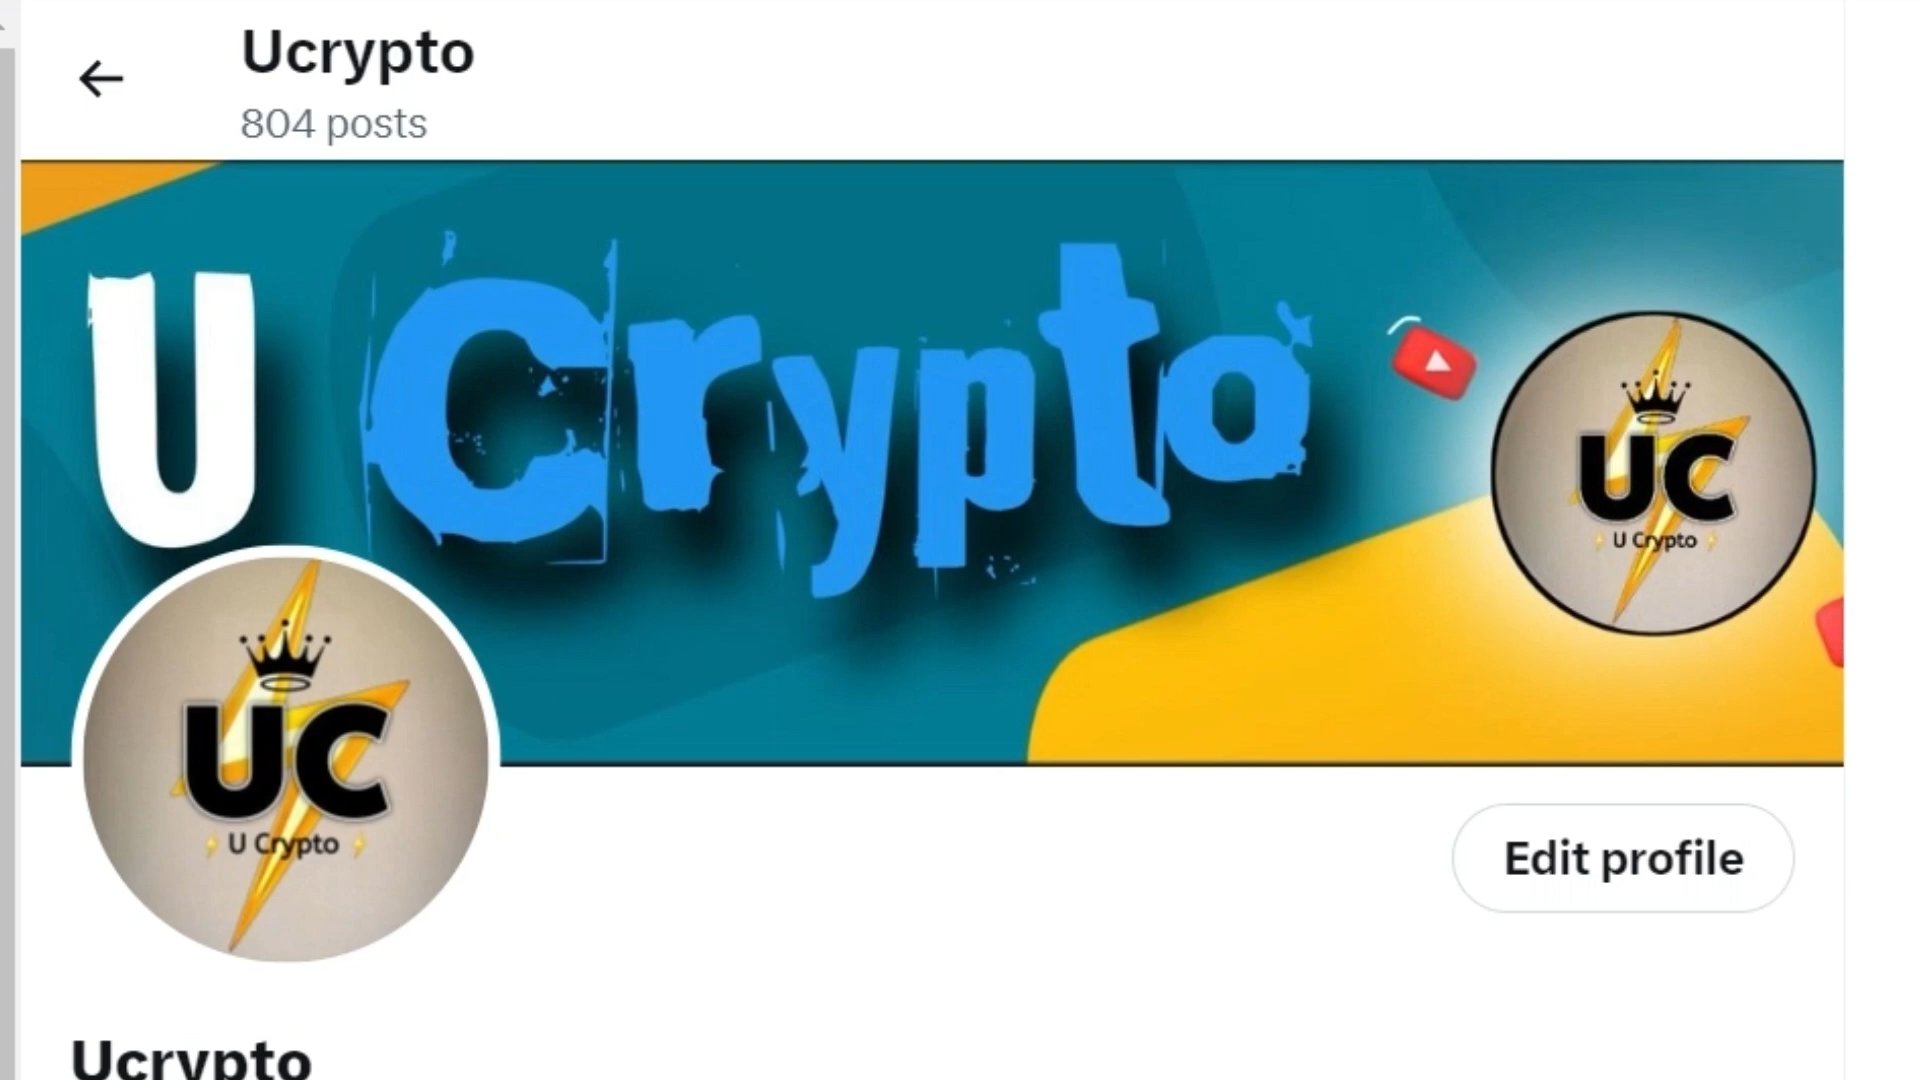 Ucrypto
804 posts
U Crypto
UC
U Crypto
UC
U Crypto
Edit profile
Ucrypto